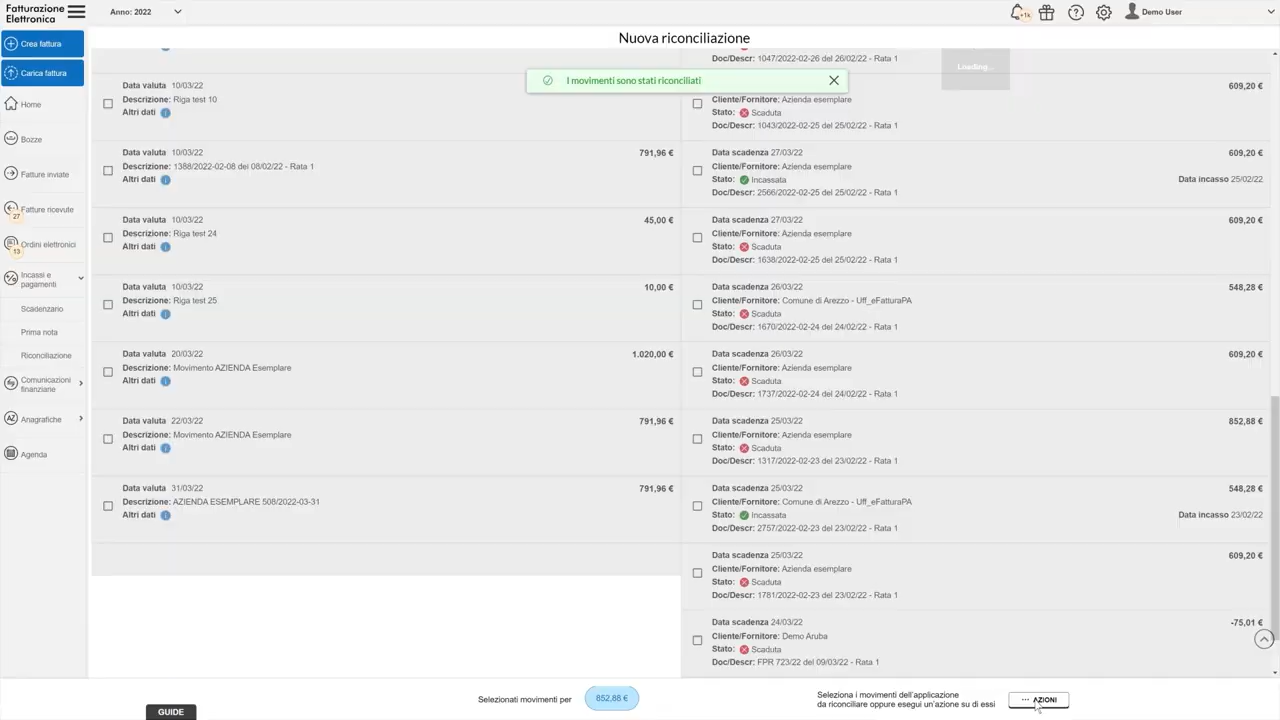 Fatturazione
Elettronica
Anno: 2022
+1k
Demo User
Crea fattura
Carica fattura
Home
Bozze
Fatture inviate
Fatture ricevute
27
Ordini elettronici
13
Incassi e
pagamenti
Scadenzario
Prima nota
Riconciliazione
Comunicazioni
finanziarie
AZ
Anagrafiche
Agenda
Nuova riconciliazione
I movimenti sono stati riconciliati
Loading...
Data valuta 10/03/22
Descrizione: Riga test 10
Altri dati
Data valuta 10/03/22
791,96 €
Descrizione: 1388/2022-02-08 dei 08/02/22 - Rata 1
Altri dati
Data valuta 10/03/22
45,00 €
Descrizione: Riga test 24
Altri dati
Data valuta 10/03/22
10,00 €
Descrizione: Riga test 25
Altri dati
Data valuta 20/03/22
1.020,00 €
Descrizione: Movimento AZIENDA Esemplare
Altri dati
Data valuta 22/03/22
791,96 €
Descrizione: Movimento AZIENDA Esemplare
Altri dati
Data valuta 31/03/22
791,96 €
Descrizione: AZIENDA ESEMPLARE 508/2022-03-31
Altri dati
Doc/Descr: 1047/2022-02-26 del 26/02/22 - Rata 1
609,20 €
Cliente/Fornitore: Azienda esemplare
Stato: Scaduta
Doc/Descr: 1043/2022-02-25 del 25/02/22 - Rata 1
Data scadenza 27/03/22
609,20 €
Cliente/Fornitore: Azienda esemplare
Stato: Incassata
Data incasso 25/02/22
Doc/Descr: 2566/2022-02-25 del 25/02/22 - Rata 1
Data scadenza 27/03/22
609,20 €
Cliente/Fornitore: Azienda esemplare
Stato: Scaduta
Doc/Descr: 1638/2022-02-25 del 25/02/22 - Rata 1
Data scadenza 26/03/22
548,28 €
Cliente/Fornitore: Comune di Arezzo - Uff_eFatturaPA
Stato: Scaduta
Doc/Descr: 1670/2022-02-24 del 24/02/22 - Rata 1
Data scadenza 26/03/22
609,20 €
Cliente/Fornitore: Azienda esemplare
Stato: Scaduta
Doc/Descr: 1737/2022-02-24 del 24/02/22 - Rata 1
Data scadenza 25/03/22
852,88 €
Cliente/Fornitore: Azienda esemplare
Stato: Scaduta
Doc/Descr: 1317/2022-02-23 del 23/02/22 - Rata 1
Data scadenza 25/03/22
548,28 €
Cliente/Fornitore: Comune di Arezzo - Uff_eFatturaPA
Stato: Incassata
Data incasso 23/02/22
Doc/Descr: 2757/2022-02-23 del 23/02/22 - Rata 1
Data scadenza 25/03/22
609,20 €
Cliente/Fornitore: Azienda esemplare
Stato: Scaduta
Doc/Descr: 1781/2022-02-23 del 23/02/22 - Rata 1
Data scadenza 24/03/22
-75,01 €
Cliente/Fornitore: Demo Aruba
Stato: Scaduta
Doc/Descr: FPR 723/22 del 09/03/22 - Rata 1
Selezionati movimenti per
852,88 €
Seleziona i movimenti dell'applicazione
da riconciliare oppure esegui un'azione su di essi
AZIONI
GUIDE